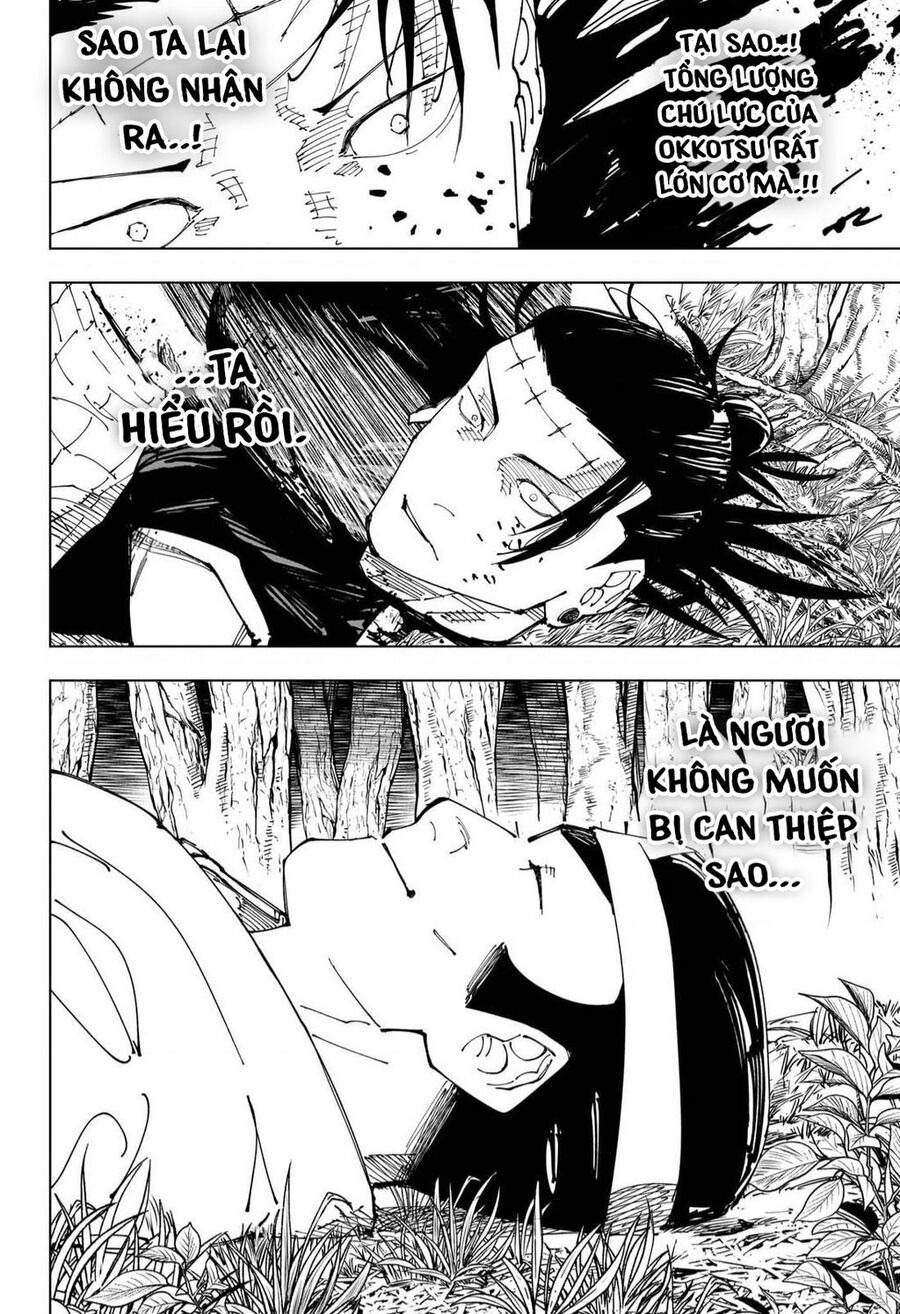 TẠI SAO..!
TỔNG LƯỢNG
CHÚ LỰC CỦA
OKKOTSU RẤT
LỚN CƠ MÀ.!!
SAO TA LẠI
KHÔNG NHẬN
RA..!
...TA
HIỂU RỒI.
LÀ NGƯƠI
KHÔNG MUỐN
BỊ CAN THIỆP
SAO...